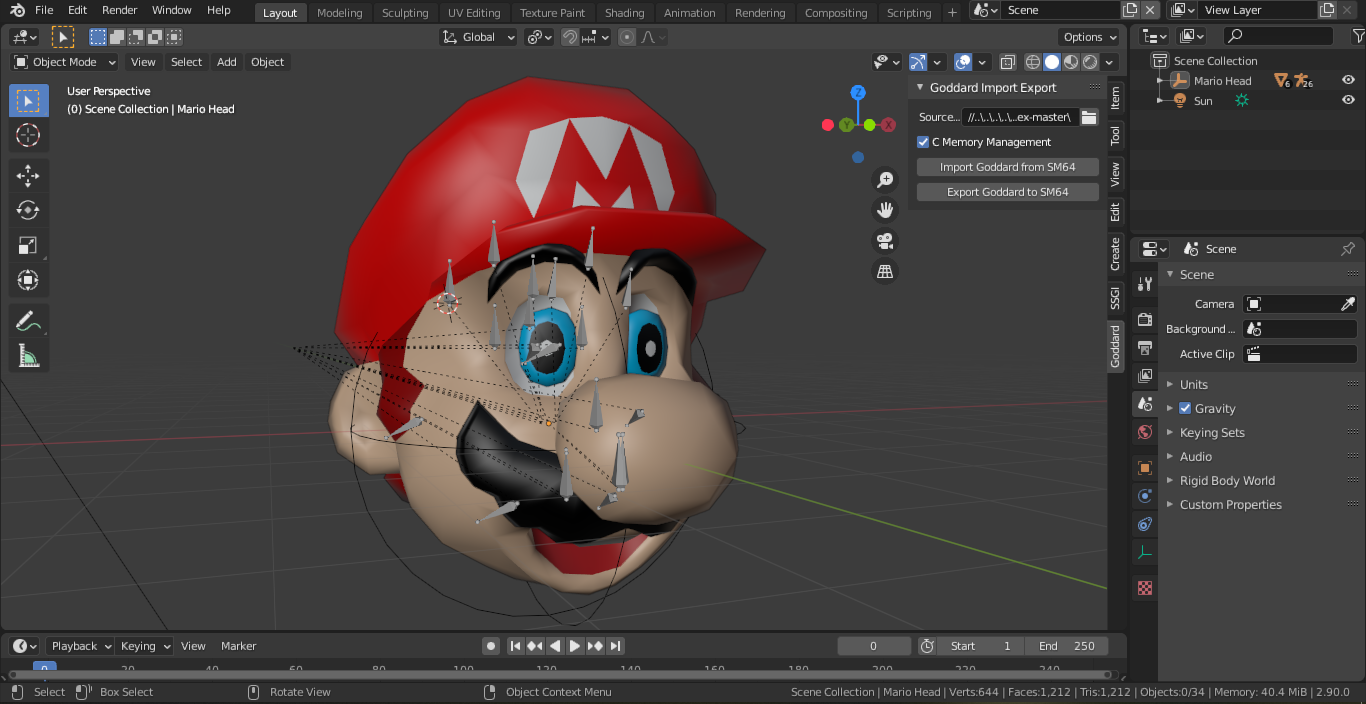 File Edit Render Window Help Layout Modeling Sculpting UV Editing Texture Paint Shading Animation Rendering Compositing Scripting + Scene View Layer
Global Options
Object Mode View Select Add Object
User Perspective
(0) Scene Collection | Mario Head
Z
Y
X
M
Goddard Import Export
Source... //..\..\..\..\...ex-master\
C Memory Management
Import Goddard from SM64
Export Goddard to SM64
Item
Tool
View
Edit
Create
SSGI
Goddard
Scene Collection
Mario Head 6 26
Sun
Scene
Scene
Camera
Background ...
Active Clip
Units
Gravity
Keying Sets
Audio
Rigid Body World
Custom Properties
Playback Keying View Marker 0 Start 1 End 250
0 20 40 60 80 100 120 140 160 180 200 220 240
Select Box Select Rotate View Object Context Menu Scene Collection | Mario Head | Verts:644 | Faces:1,212 | Tris:1,212 | Objects:0/34 | Memory: 40.4 MiB | 2.90.0